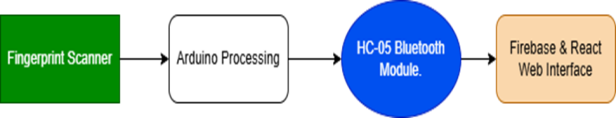 Fingerprint Scanner
Arduino Processing
HC-05 Bluetooth
Module.
Firebase & React
Web Interface